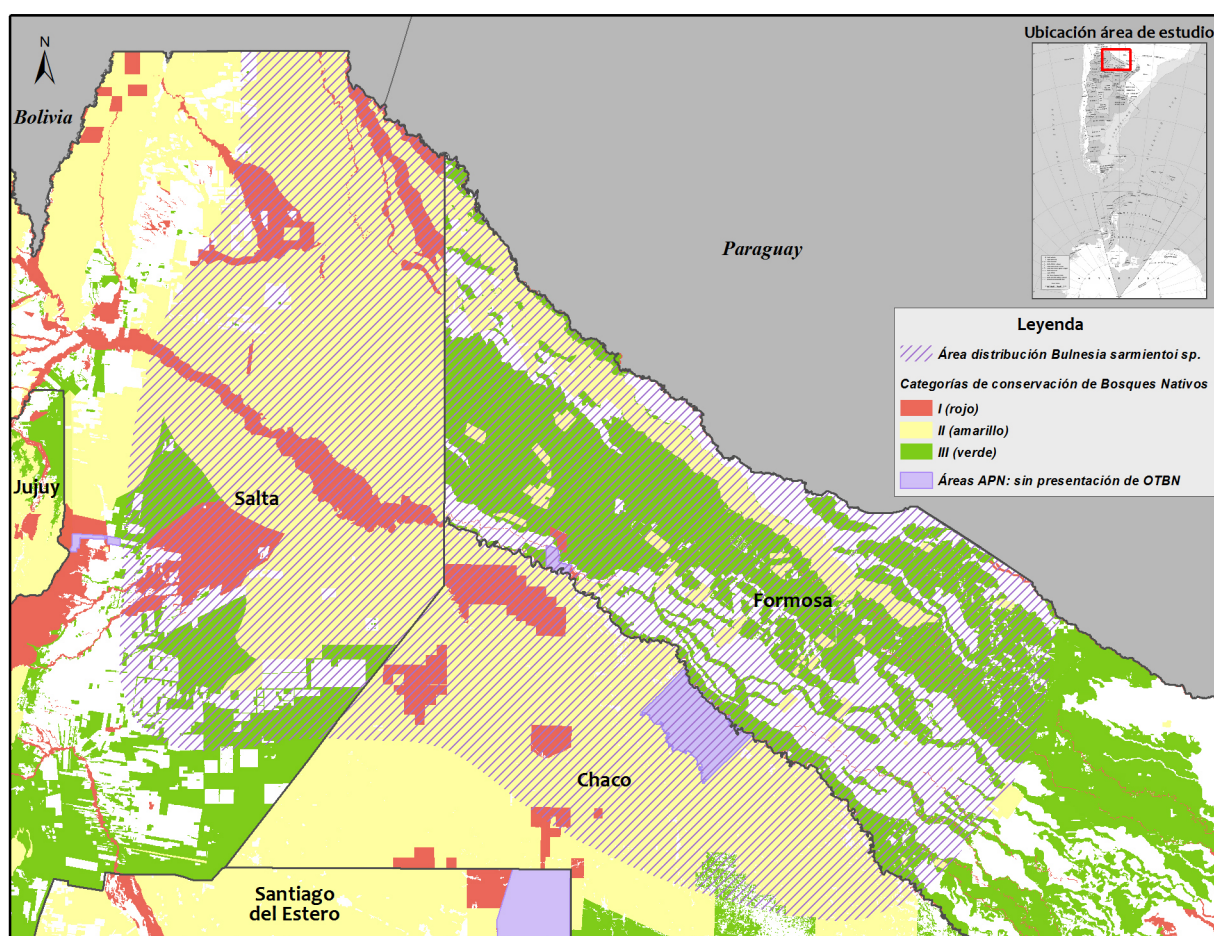 Ubicación área de estudio
N
Bolivia
Paraguay
Leyenda
Área distribución Bulnesia sarmientoi sp.
Categorías de conservación de Bosques Nativos
I (rojo)
II (amarillo)
III (verde)
Áreas APN: sin presentación de OTBN
Jujuy
Salta
Formosa
Chaco
Santiago
del Estero